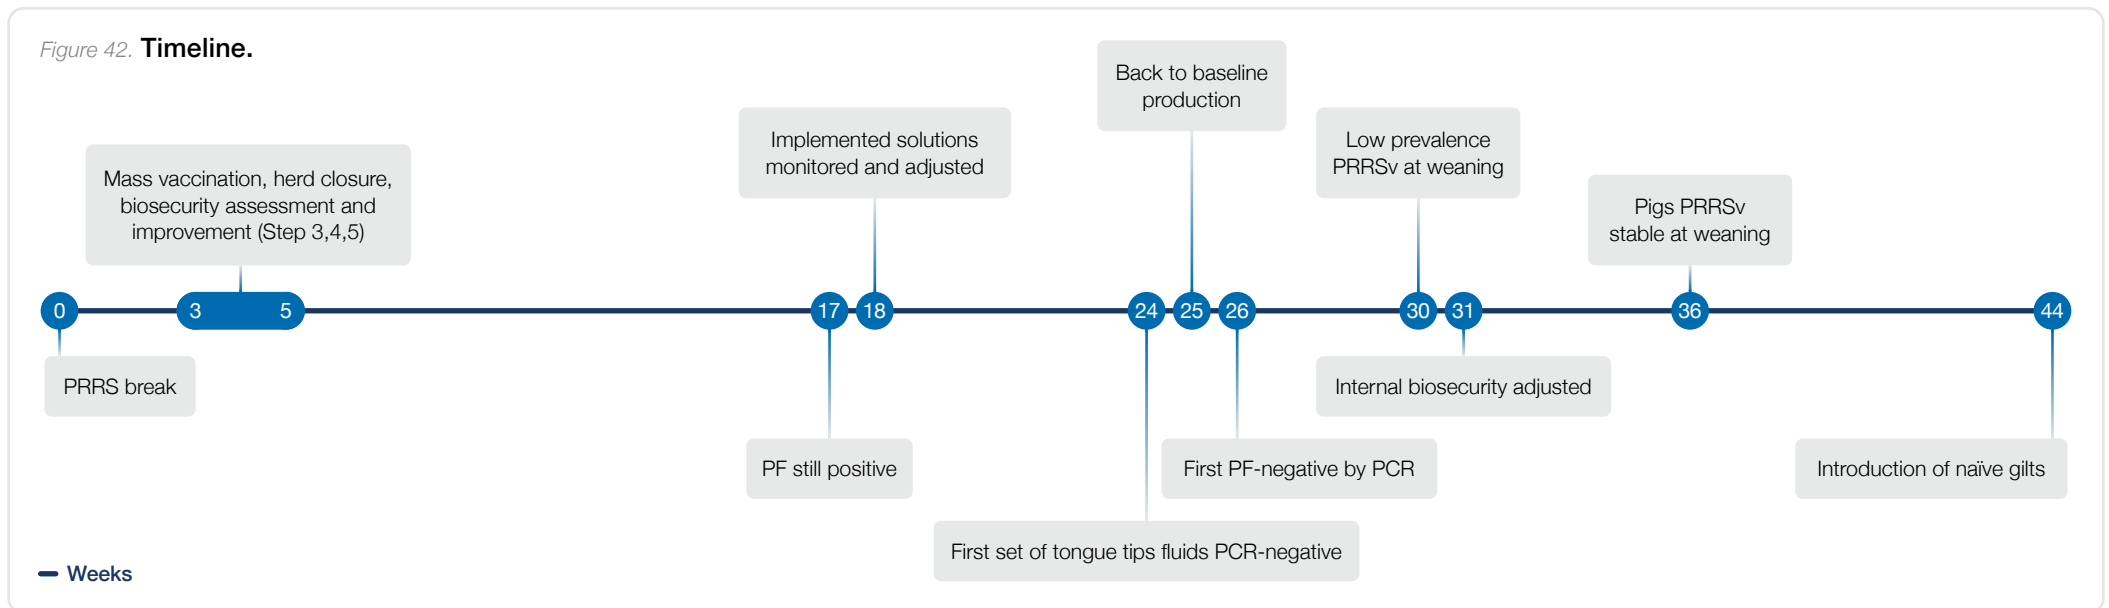 Figure 42. Timeline.
Back to baseline
production
Implemented solutions
monitored and adjusted
Low prevalence
PRRSv at weaning
Mass vaccination, herd closure,
biosecurity assessment and
improvement (Step 3,4,5)
Pigs PRRSv
stable at weaning
0 3 5 17 18 24 25 26 30 31 36 44
PRRS break
Internal biosecurity adjusted
PF still positive
First PF-negative by PCR
Introduction of naïve gilts
First set of tongue tips fluids PCR-negative
Weeks